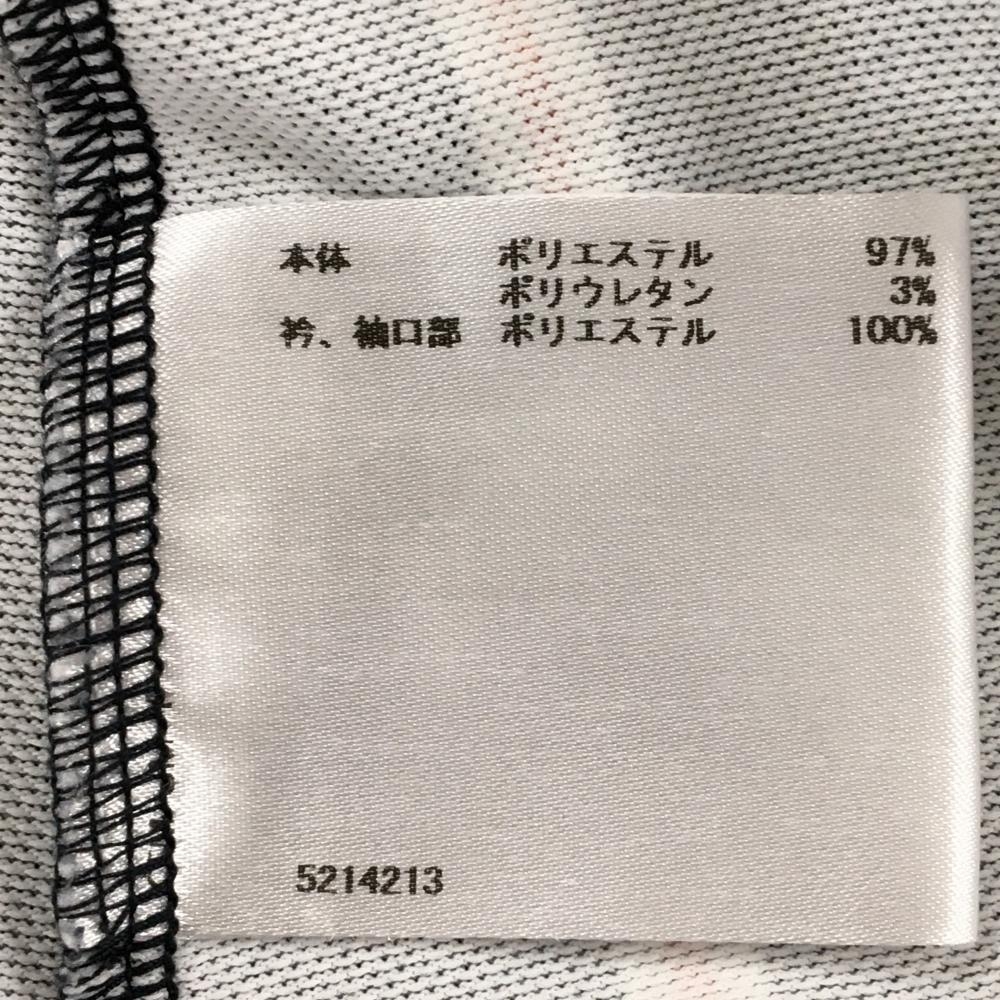 本体 ポリエステル 97%
ポリウレタン 3%
衿、袖口部 ポリエステル 100%
5214213